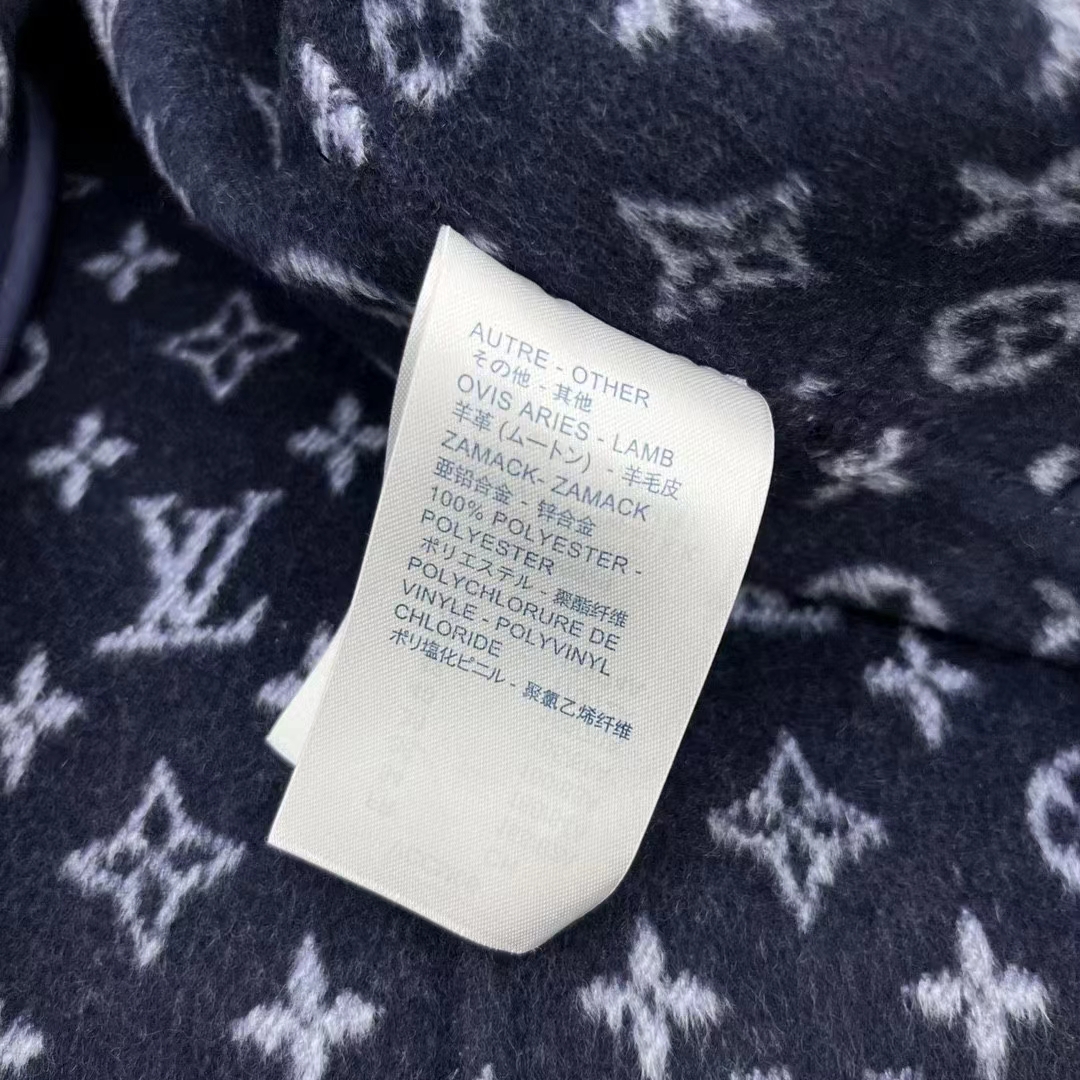 AUTRE - OTHER
その他 - 其他
OVIS ARIES - LAMB
羊革 (ムートン) - 羊毛皮
ZAMACK- ZAMACK
亜鉛合金 - 锌合金
100% POLYESTER -
POLYESTER
ポリエステル - 聚酯纤维
POLYCHLORURE DE
VINYLE - POLYVINYL
CHLORIDE
ポリ塩化ビニル - 聚氯乙烯纤维
LV